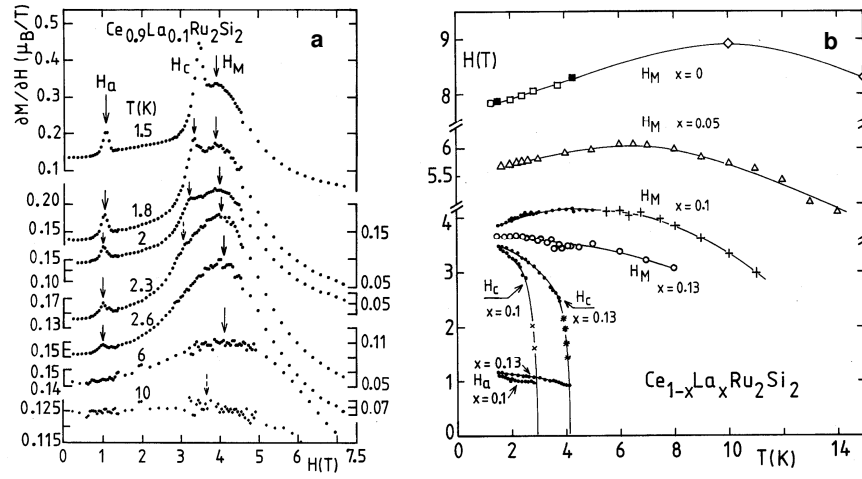 ∂M/∂H (μB/T)
Ce0.9La0.1Ru2Si2
a
Ha
Hc
HM
T(K)
1.5
1.8
2
2.3
2.6
6
10
0.5
0.4
0.3
0.2
0.1
0.20
0.15
0.15
0.10
0.17
0.13
0.15
0.15
0.14
0.125
0.115
0.15
0.05
0.05
0.11
0.05
0.07
0 1 2 3 4 5 6 7.5
H(T)
b
H(T)
9
8
6
5.5
4
3
2
1
0
HM x=0
HM x=0.05
HM
x=0.1
HM
x=0.13
Hc
x=0.1
Hc
x=0.13
x=0.13
Ha
x=0.1
Ce1-xLaxRu2Si2
0 2 4 6 8 10 12 14
T(K)